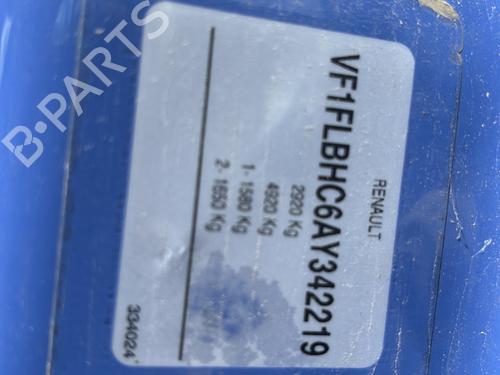 RENAULT
VF1FLBHC6AY342219
2920 Kg
4920 Kg
1- 1580 Kg
2- 1650 Kg
334024
B-PARTS